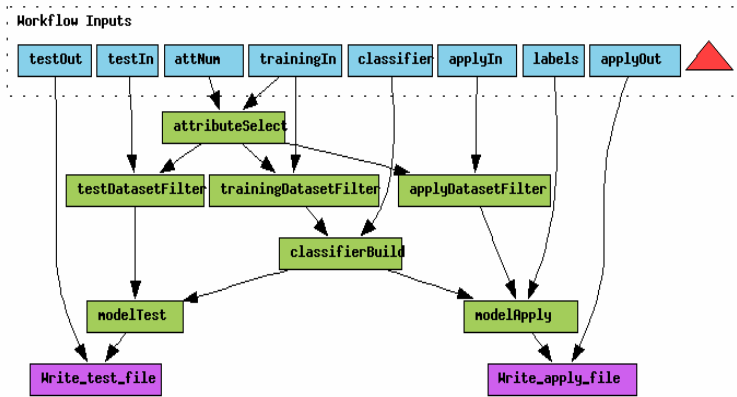 Workflow Inputs
testOut testIn attNum trainingIn classifier applyIn labels applyOut
attributeSelect
testDatasetFilter trainingDatasetFilter applyDatasetFilter
classifierBuild
modelTest modelApply
Write_test_file Write_apply_file